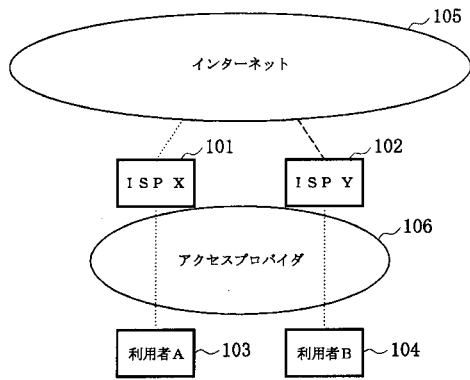 105
インターネット
101
102
ISP X
ISP Y
106
アクセスプロバイダ
利用者A
103
利用者B
104